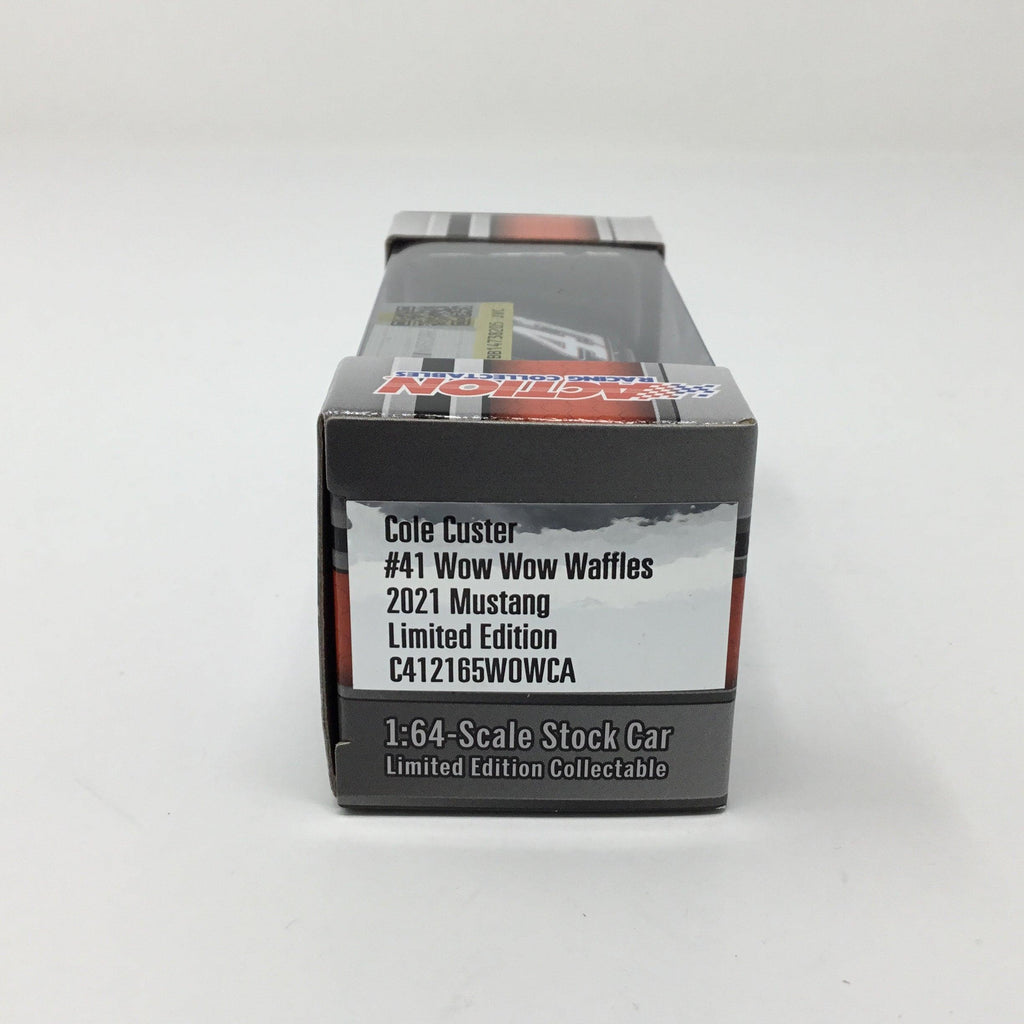 ACTION
RACING COLLECTABLES
Cole Custer
#41 Wow Wow Waffles
2021 Mustang
Limited Edition
C412165WOWCA
1:64-Scale Stock Car
Limited Edition Collectable